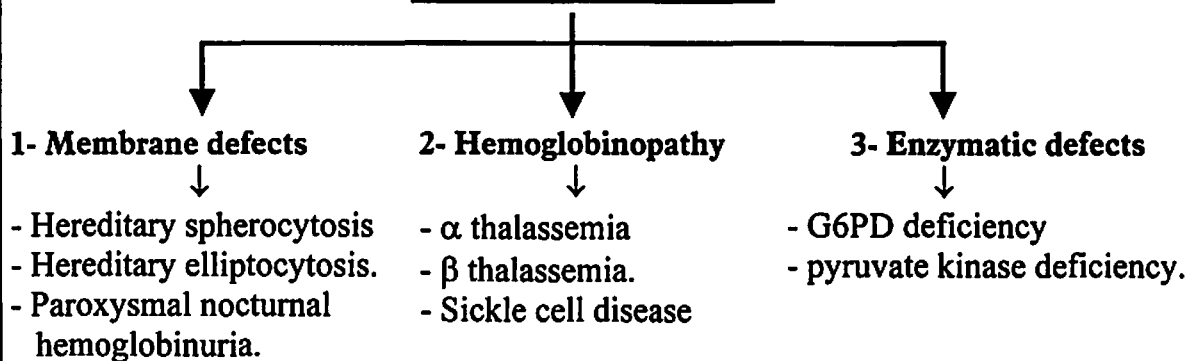 1- Membrane defects
2- Hemoglobinopathy
3- Enzymatic defects
- Hereditary spherocytosis
- Hereditary elliptocytosis.
- Paroxysmal nocturnal
hemoglobinuria.
- α thalassemia
- β thalassemia.
- Sickle cell disease
- G6PD deficiency
- pyruvate kinase deficiency.